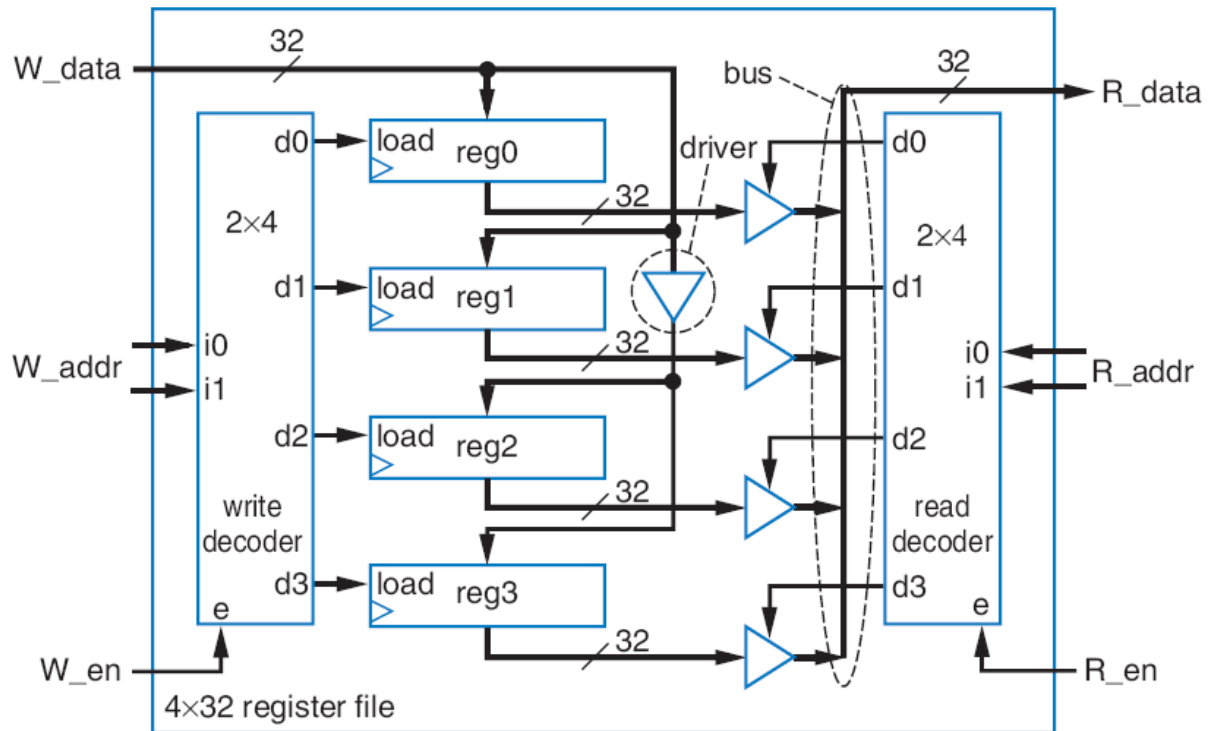 32
W_data
bus
32
R_data
d0
load
reg0
driver
d0
2×4
32
2×4
d1
load
reg1
d1
W_addr
i0
i1
32
i0
i1
R_addr
d2
load
reg2
d2
write
decoder
32
read
decoder
d3
load
reg3
d3
e
32
e
W_en
R_en
4×32 register file